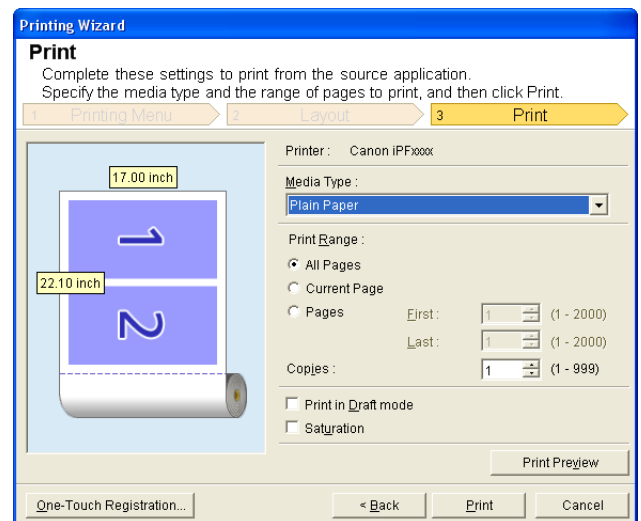 Printing Wizard
Print
Complete these settings to print from the source application.
Specify the media type and the range of pages to print, and then click Print.
1 Printing Menu 2 Layout 3 Print
17.00 inch
22.10 inch
1
2
Printer : Canon iPFxxxx
Media Type :
Plain Paper
Print Range :
All Pages
Current Page
Pages First : 1 (1 - 2000)
Last : 1 (1 - 2000)
Copies : 1 (1 - 999)
Print in Draft mode
Saturation
Print Preview
One-Touch Registration... < Back Print Cancel